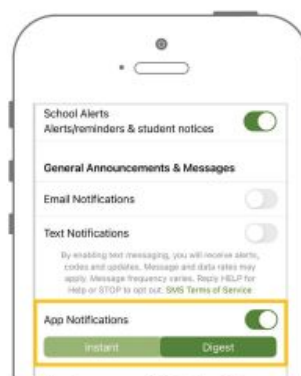 School Alerts
Alerts/reminders & student notices
General Announcements & Messages
Email Notifications
Text Notifications
By enabling text messaging, you will receive alerts,
codes and updates. Message and data rates may
apply. Message frequency varies. Reply HELP for
Help or STOP to opt out. SMS Terms of Service
App Notifications
Instant
Digest